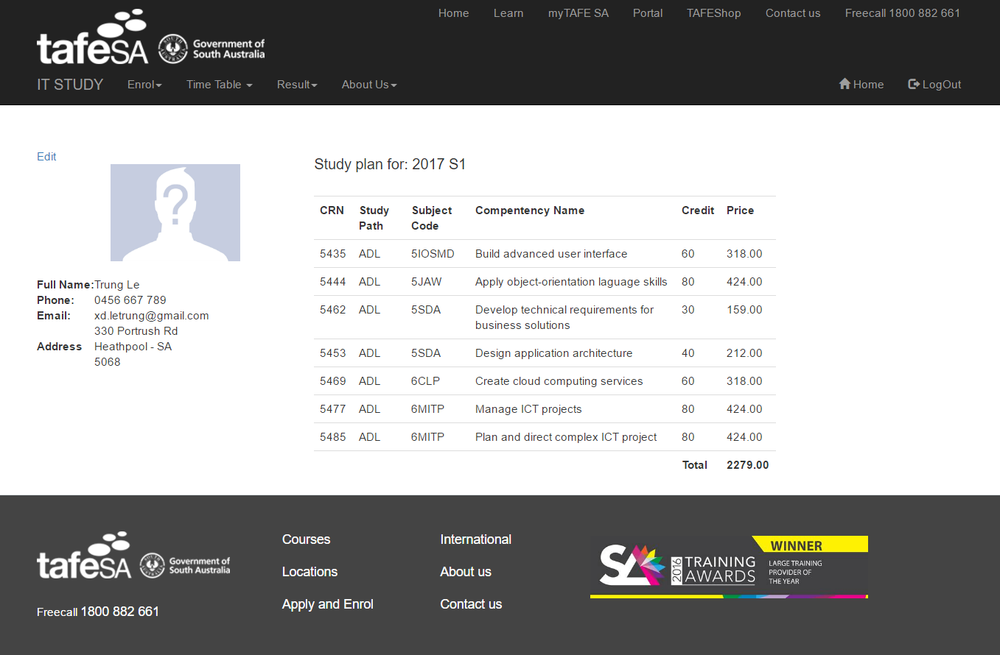 Home Learn myTAFE SA Portal TAFEShop Contact us Freecall 1800 882 661
tafeSA Government of South Australia
IT STUDY Enrol Time Table Result About Us Home LogOut
Edit
Study plan for: 2017 S1
?
CRN Study Path Subject Code Compentency Name Credit Price
5435 ADL 5IOSMD Build advanced user interface 60 318.00
5444 ADL 5JAW Apply object-orientation laguage skills 80 424.00
5462 ADL 5SDA Develop technical requirements for business solutions 30 159.00
5453 ADL 5SDA Design application architecture 40 212.00
5469 ADL 6CLP Create cloud computing services 60 318.00
5477 ADL 6MITP Manage ICT projects 80 424.00
5485 ADL 6MITP Plan and direct complex ICT project 80 424.00
Total 2279.00
Full Name: Trung Le
Phone: 0456 667 789
Email: xd.letrung@gmail.com
Address 330 Portrush Rd
Heathpool - SA
5068
tafeSA Government of South Australia
Freecall 1800 882 661
Courses
Locations
Apply and Enrol
International
About us
Contact us
WINNER
SA 2016 TRAINING AWARDS
LARGE TRAINING
PROVIDER OF
THE YEAR